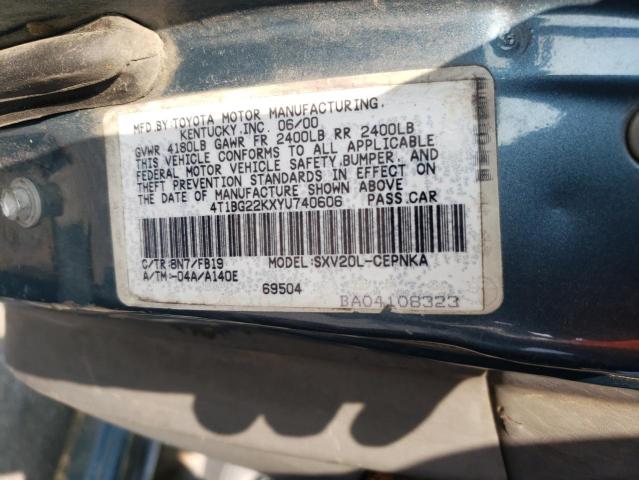 MFD.BY TOYOTA MOTOR MANUFACTURING.
KENTUCKY.INC. 06/00
GVWR 4180LB GAWR FR 2400LB RR 2400LB
THIS VEHICLE CONFORMS TO ALL APPLICABLE
FEDERAL MOTOR VEHICLE SAFETY,BUMPER, AND
THEFT PREVENTION STANDARDS IN EFFECT ON
THE DATE OF MANUFACTURE SHOWN ABOVE
4T1BG22KXYU740606 PASS.CAR
C/TR:8N7/FB19 MODEL:SXV20L-CEPNKA
A/TM:-04A/A140E
69504
BA04108323